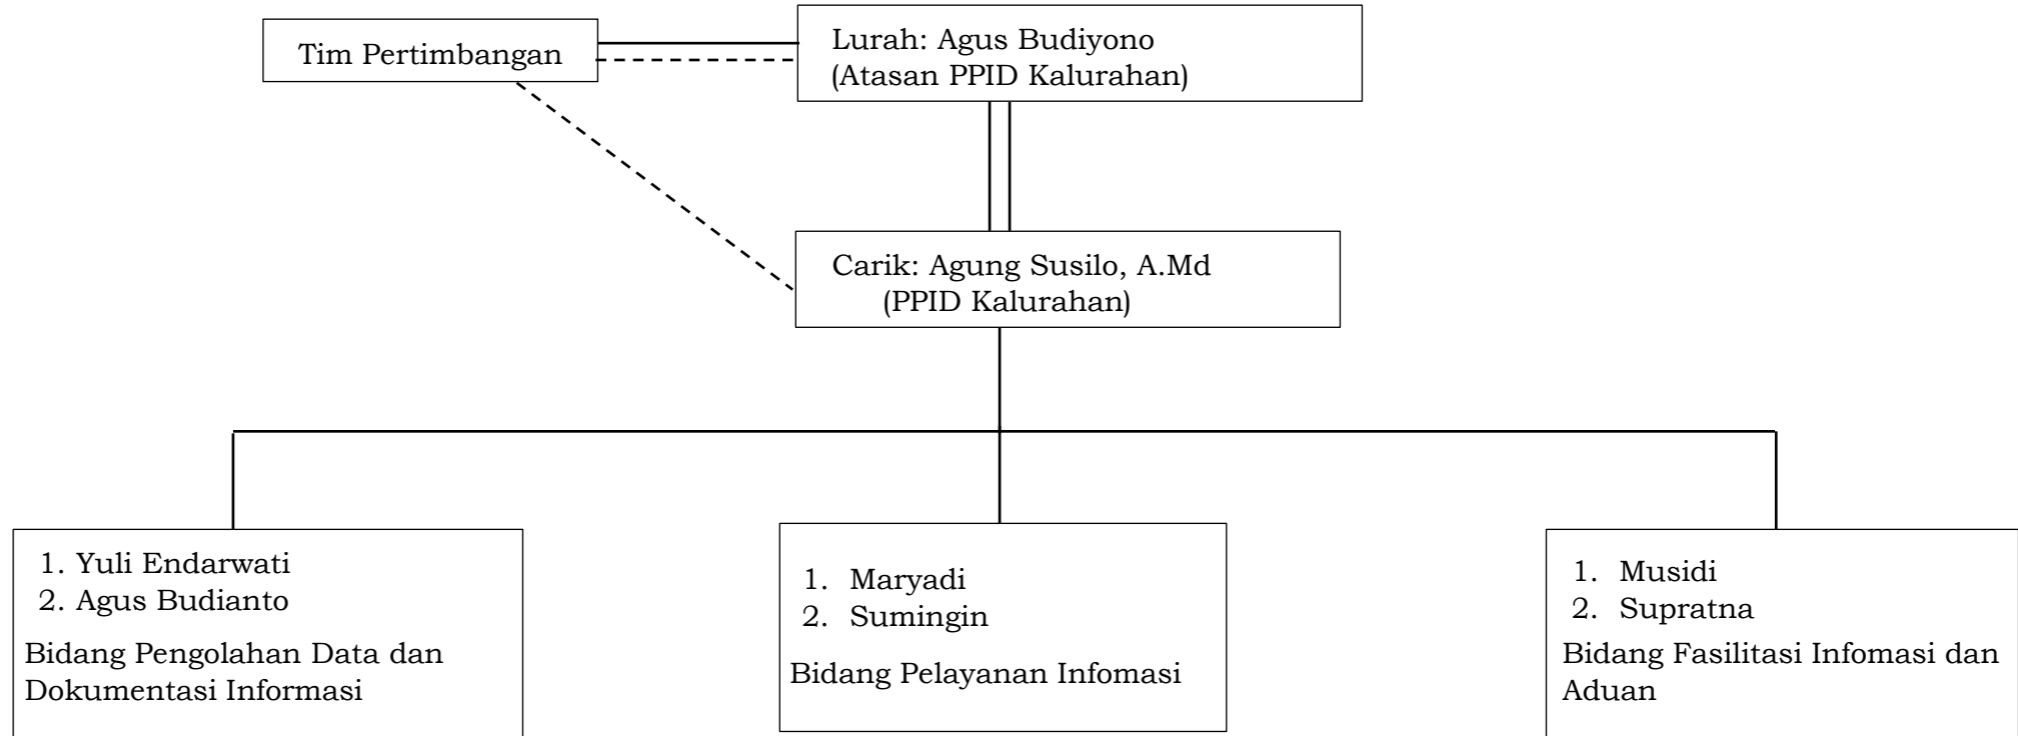 Tim Pertimbangan
Lurah: Agus Budiyono
(Atasan PPID Kalurahan)
Carik: Agung Susilo, A.Md
(PPID Kalurahan)
1. Yuli Endarwati
2. Agus Budianto
Bidang Pengolahan Data dan
Dokumentasi Informasi
1. Maryadi
2. Sumingin
Bidang Pelayanan Infomasi
1. Musidi
2. Supratna
Bidang Fasilitasi Infomasi dan
Aduan